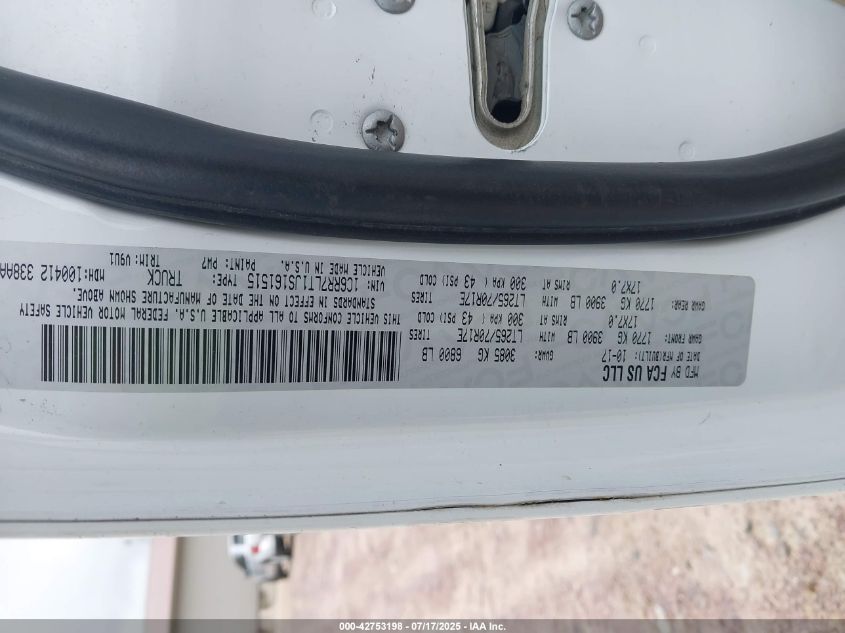 MFD BY FCA US LLC
DATE OF MFR(BUILT): 10-17 GVWR: 3085 KG 6800 LB
GAWR FRONT: 1770 KG 3900 LB WITH LT265/70R17E TIRES
17X7.0 RIMS AT 300 KPA ( 43 PSI) COLD
GAWR REAR: 1770 KG 3900 LB WITH LT265/70R17E TIRES
17X7.0 RIMS AT 300 KPA ( 43 PSI) COLD
THIS VEHICLE CONFORMS TO ALL APPLICABLE U.S.A. FEDERAL MOTOR VEHICLE SAFETY
STANDARDS IN EFFECT ON THE DATE OF MANUFACTURE SHOWN ABOVE.
VIN: 1C6RR7LT1JS161515 TYPE: TRUCK MDH:100412 338AA
VEHICLE MADE IN U.S.A. PAINT: PW7 TRIM: V9U1
000-42753198 - 07/17/2025 - IAA Inc.